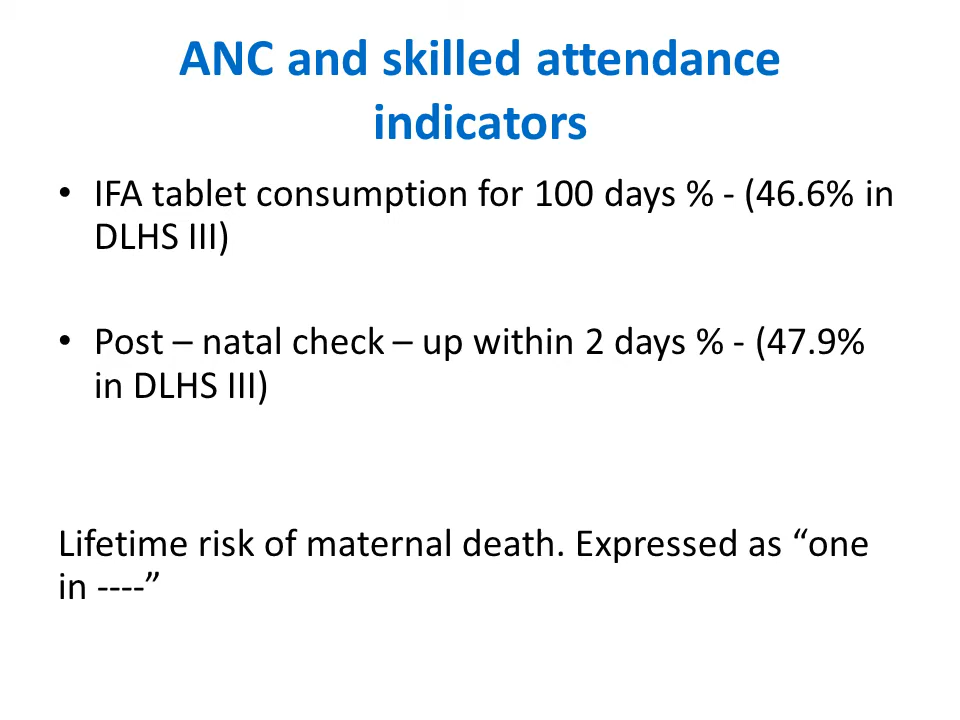 ANC and skilled attendance
indicators
• IFA tablet consumption for 100 days % - (46.6% in
DLHS III)
• Post – natal check – up within 2 days % - (47.9%
in DLHS III)
Lifetime risk of maternal death. Expressed as “one
in ----”